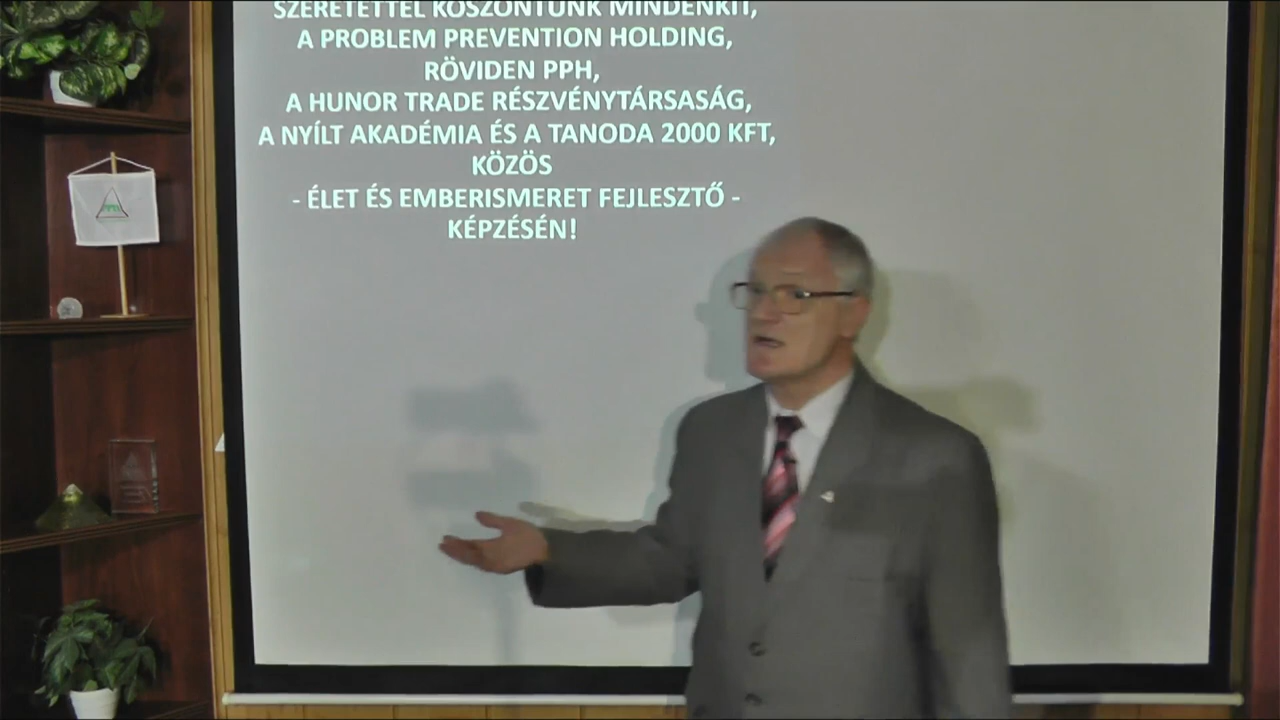 SZERETETTEL KÖSZÖNTÜNK MINDENKIT,
A PROBLEM PREVENTION HOLDING,
RÖVIDEN PPH,
A HUNOR TRADE RÉSZVÉNYTÁRSASÁG,
A NYÍLT AKADÉMIA ÉS A TANODA 2000 KFT,
KÖZÖS
- ÉLET ÉS EMBERISMERET FEJLESZTŐ -
KÉPZÉSÉN!